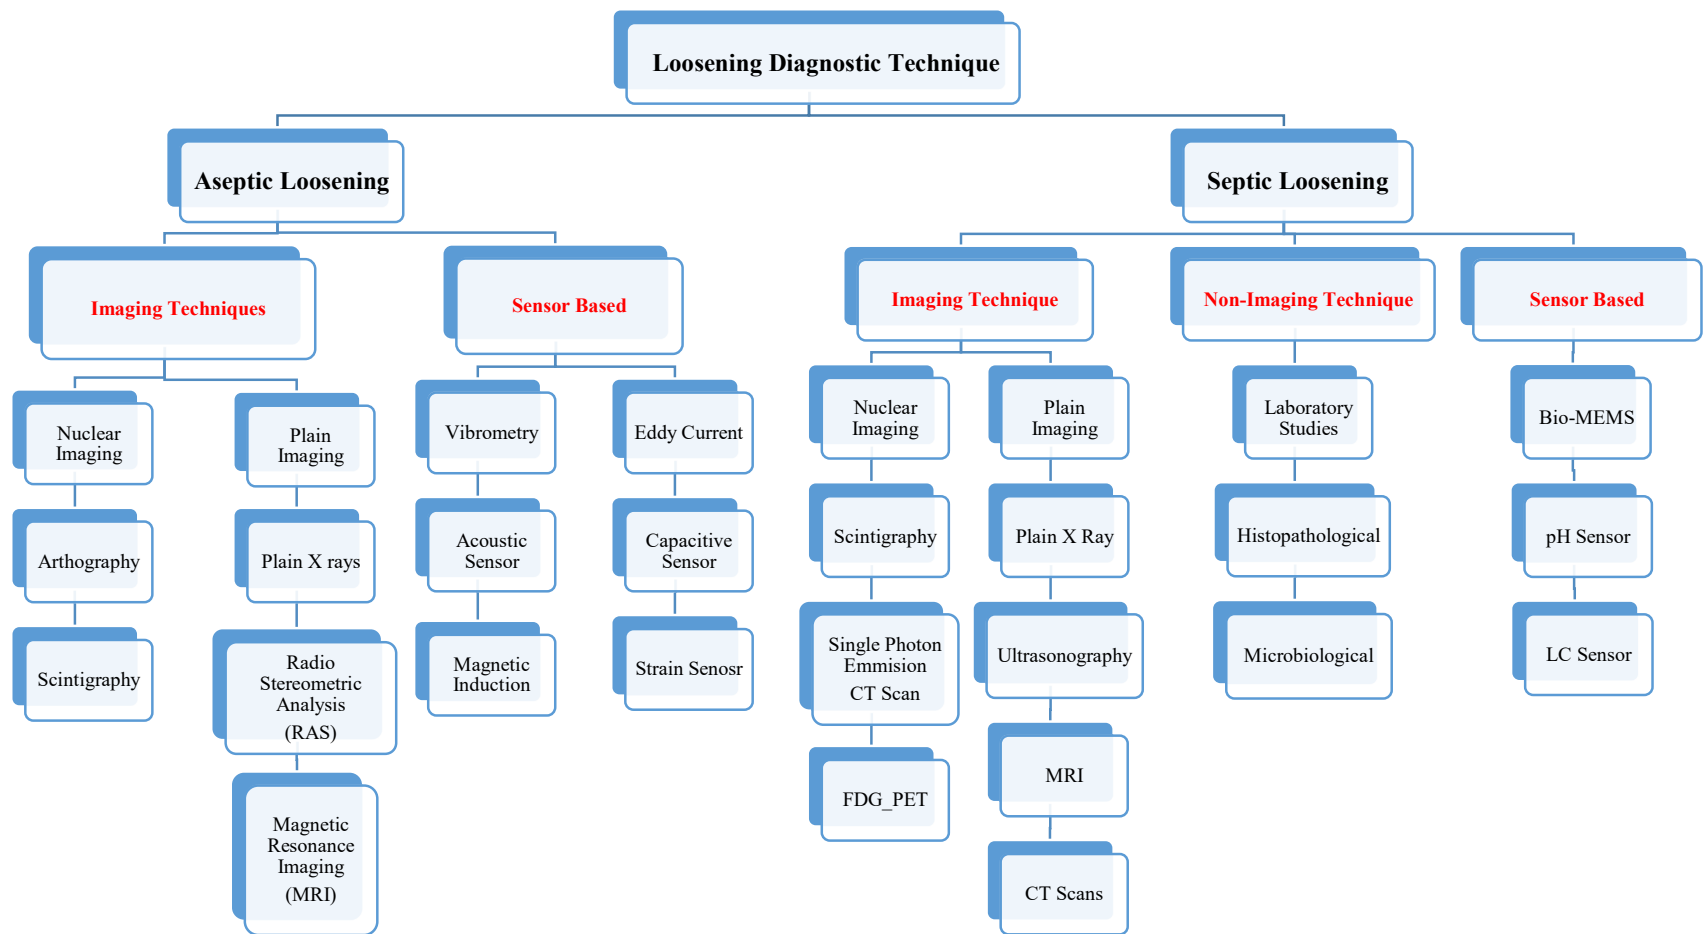 Loosening Diagnostic Technique
Aseptic Loosening
Septic Loosening
Imaging Techniques
Sensor Based
Imaging Technique
Non-Imaging Technique
Sensor Based
Nuclear
Imaging
Arthography
Scintigraphy
Plain
Imaging
Plain X rays
Radio
Stereometric
Analysis
(RAS)
Magnetic
Resonance
Imaging
(MRI)
Vibrometry
Acoustic
Sensor
Magnetic
Induction
Eddy Current
Capacitive
Sensor
Strain Senosr
Nuclear
Imaging
Scintigraphy
Single Photon
Emmision
CT Scan
FDG_PET
Plain
Imaging
Plain X Ray
Ultrasonography
MRI
CT Scans
Laboratory
Studies
Histopathological
Microbiological
Bio-MEMS
pH Sensor
LC Sensor